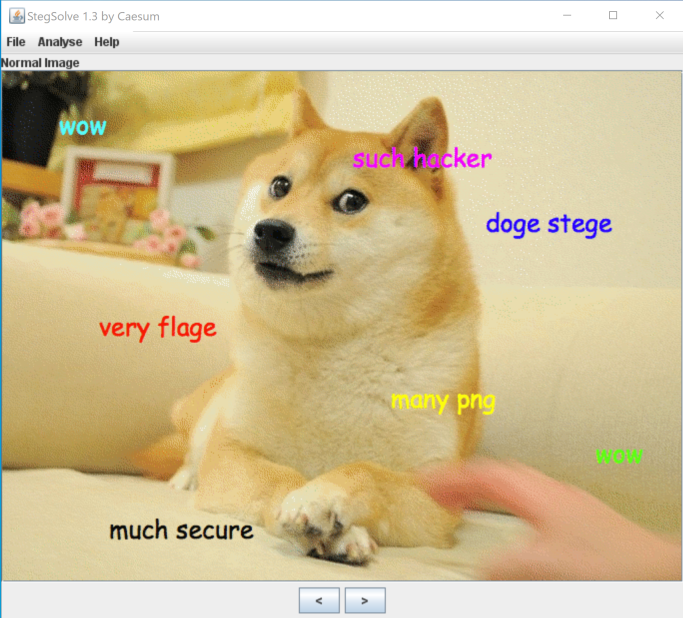 StegSolve 1.3 by Caesum
File Analyse Help
Normal Image
wow
such hacker
doge stege
very flage
many png
wow
much secure
< >